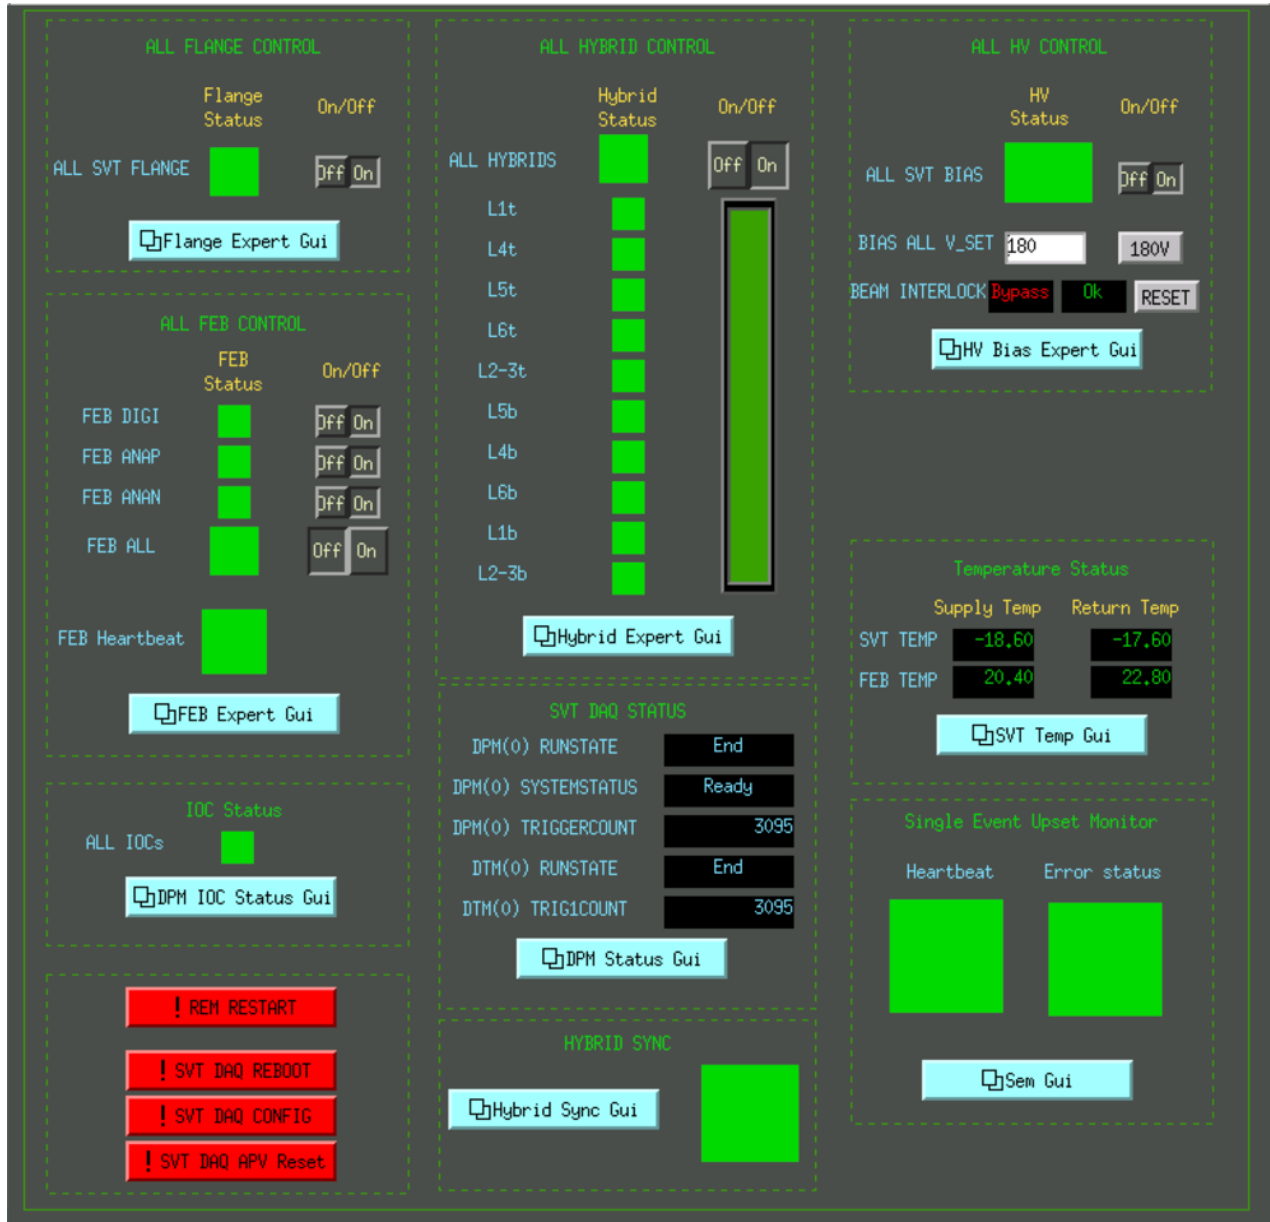 ALL FLANGE CONTROL
Flange
Status
On/Off
ALL SVT FLANGE
Off On
Flange Expert Gui
ALL FEB CONTROL
FEB
Status
On/Off
FEB DIGI
Off On
FEB ANAP
Off On
FEB ANAN
Off On
FEB ALL
Off On
FEB Heartbeat
FEB Expert Gui
IOC Status
ALL IOCs
DPM IOC Status Gui
! REM RESTART
! SVT DAQ REBOOT
! SVT DAQ CONFIG
! SVT DAQ APV Reset
ALL HYBRID CONTROL
Hybrid
Status
On/Off
ALL HYBRIDS
Off On
L1t
L4t
L5t
L6t
L2-3t
L5b
L4b
L6b
L1b
L2-3b
Hybrid Expert Gui
SVT DAQ STATUS
DPM(0) RUNSTATE End
DPM(0) SYSTEMSTATUS Ready
DPM(0) TRIGGERCOUNT 3095
DTM(0) RUNSTATE End
DTM(0) TRIG1COUNT 3095
DPM Status Gui
HYBRID SYNC
Hybrid Sync Gui
ALL HV CONTROL
HV
Status
On/Off
ALL SVT BIAS
Off On
BIAS ALL V_SET 180 180V
BEAM INTERLOCK Bypass Ok RESET
HV Bias Expert Gui
Temperature Status
Supply Temp Return Temp
SVT TEMP -18.60 -17.60
FEB TEMP 20.40 22.80
SVT Temp Gui
Single Event Upset Monitor
Heartbeat Error status
Sem Gui